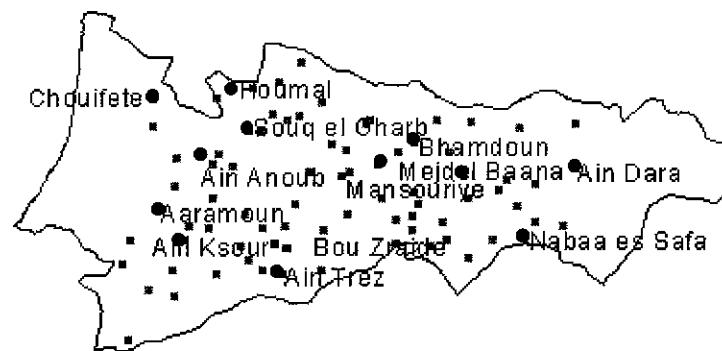 Houmal
Chouifete
Souq el Gharb
Bhamdoun
Ain Anoub
Mejdel Baana
Ain Dara
Mansouriye
Aaramoun
Ain Ksour
Bou Zraide
Nabaa es Safa
Ain Trez